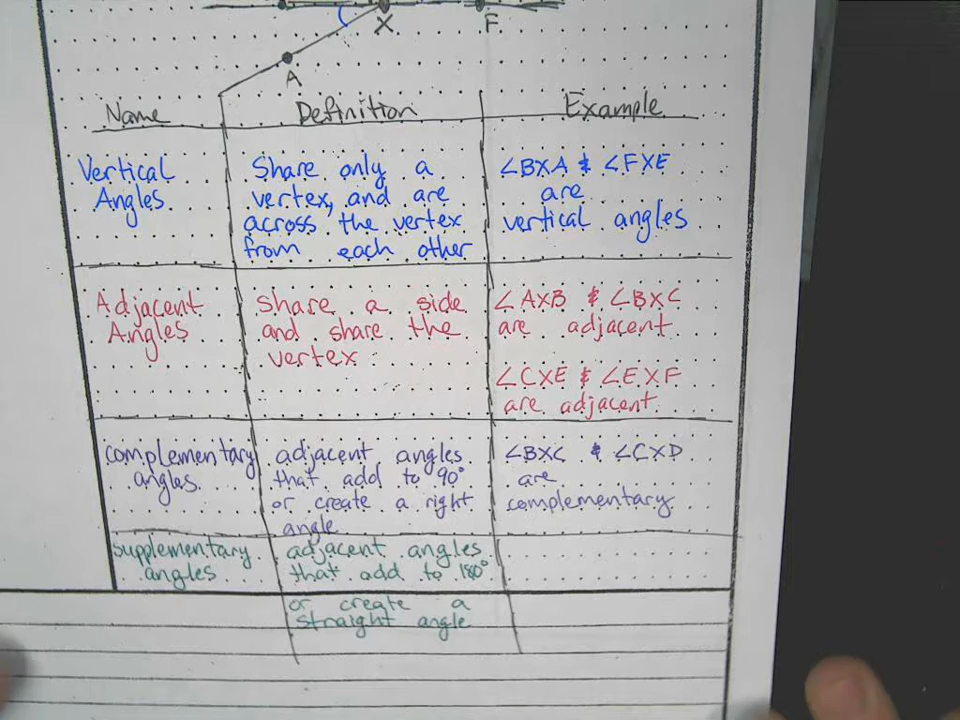 X F
A
Name Definition Example
Vertical Angles
Share only a
vertex, and are
across the vertex
from each other
∠BXA & ∠FXE
are
vertical angles
Adjacent
Angles
share a side
and share the
vertex
∠AXB & ∠BXC
are adjacent
∠CXE & ∠EXF
are adjacent
complementary
angles
adjacent angles
that add to 90°
or create a right
angle
∠BXC & ∠CXD
are
complementary
supplementary
angles
adjacent angles
that add to 180°
or create a
straight angle